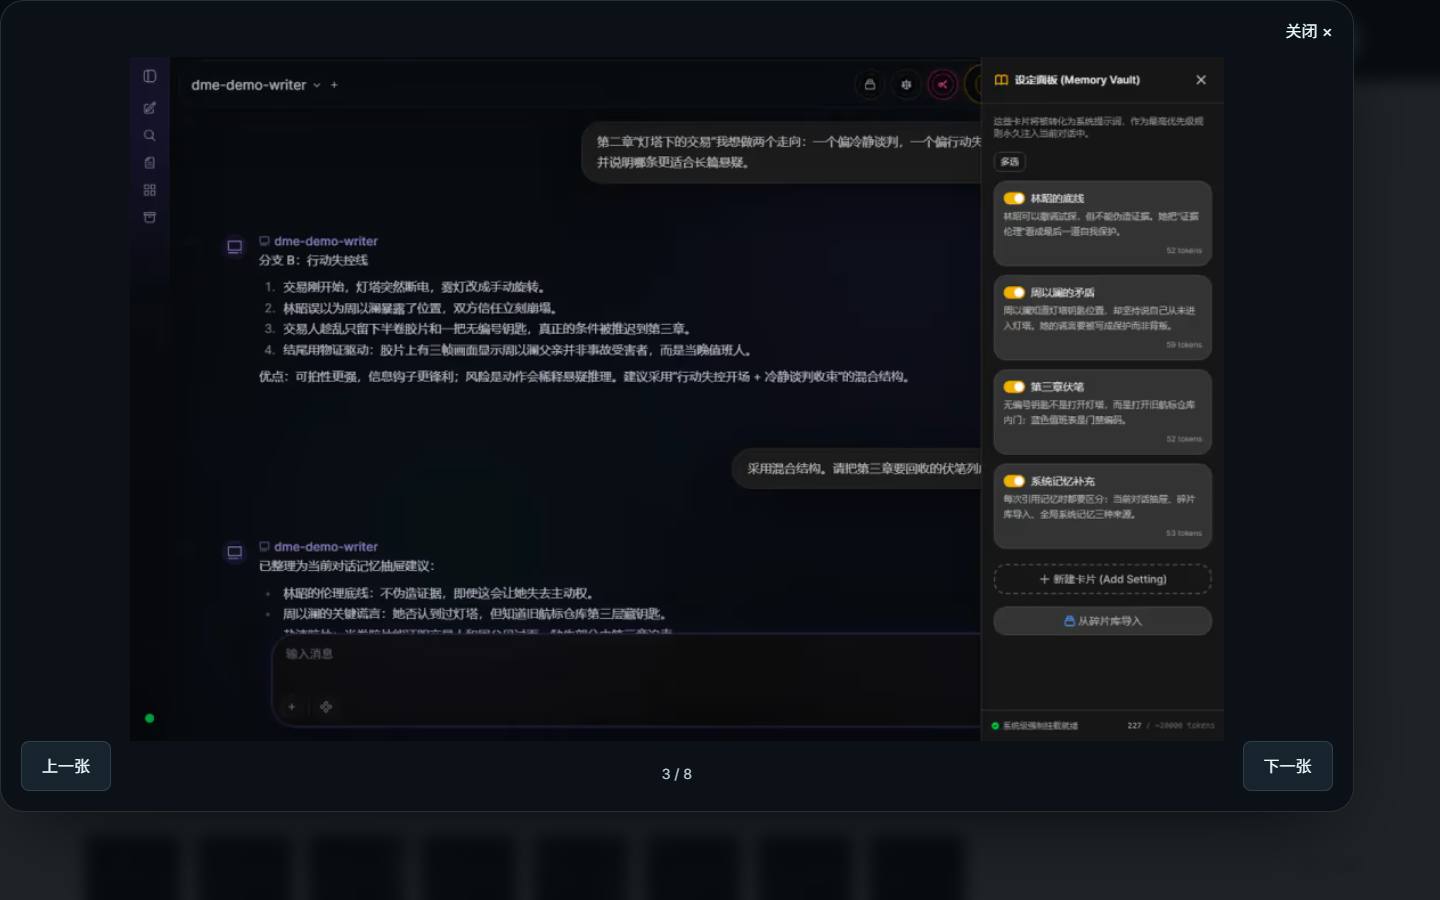 关闭 ×
dme-demo-writer
第二章“灯塔下的交易”我想做两个走向：一个偏冷静谈判，一个偏行动失
并说明哪条更适合长篇悬疑。
dme-demo-writer
分支 B：行动失控线
1. 交易刚开始，灯塔突然断电，雾灯改成手动旋转。
2. 林昭误以为周以澜暴露了位置，双方信任立刻崩塌。
3. 交易人趁乱只留下半卷胶片和一把无编号钥匙，真正的条件被推迟到第三章。
4. 结尾用物证驱动：胶片上有三帧画面显示周以澜父亲并非事故受害者，而是当晚值班人。
优点：可拍性更强，信息钩子更锋利；风险是动作会稀释悬疑推理。建议采用“行动失控开场 + 冷静谈判收束”的混合结构。
采用混合结构。请把第三章要回收的伏笔列
dme-demo-writer
已整理为当前对话记忆抽屉建议：
林昭的伦理底线：不伪造证据，即使这会让她失去主动权。
周以澜的关键谎言：她否认到过灯塔，但知道旧航标仓库第三层藏钥匙。
输入消息
设定面板 (Memory Vault)
这些卡片将被转化为系统提示词，作为最高优先级规
则永久注入当前对话中。
多选
林昭的底线
林昭可以撒谎试探，但不能伪造证据。她把“证据
伦理”看成最后一道自我保护。
52 tokens
周以澜的矛盾
周以澜知道灯塔钥匙位置，却坚持说自己从未进
入灯塔。她的谎言要被写成保护而非背叛。
59 tokens
第三章伏笔
无编号钥匙不是打开灯塔，而是打开旧航标仓库
内门；蓝色值班表是门禁编码。
52 tokens
系统记忆补充
每次引用记忆时都要区分：当前对话抽屉、碎片
库导入、全局系统记忆三种来源。
53 tokens
+ 新建卡片 (Add Setting)
从碎片库导入
系统级强制挂载就绪
227 / ~20000 tokens
上一张
3 / 8
下一张